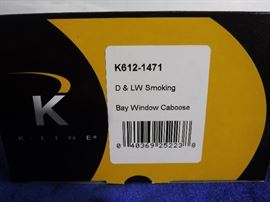 K612-1471
D & LW Smoking
Bay Window Caboose
0 40369 25223 8
K
K-LINE®